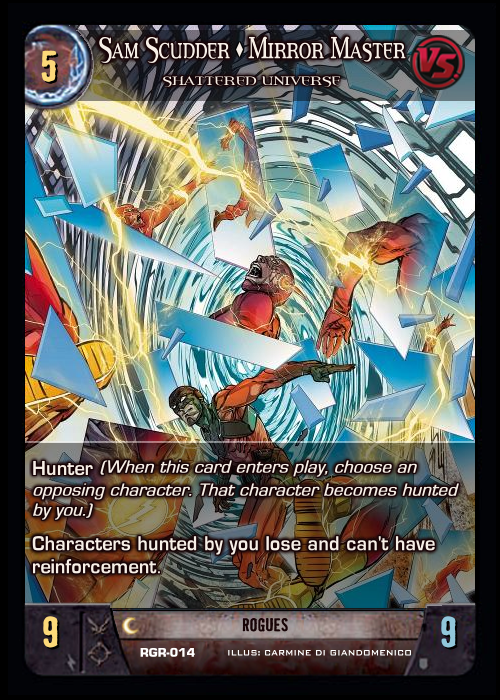 5
SAM SCUDDER ♦ MIRROR MASTER
VS.
SHATTERED UNIVERSE
Hunter (When this card enters play, choose an
opposing character. That character becomes hunted
by you.)
Characters hunted by you lose and can't have
reinforcement.
9
ROGUES
9
RGR-014 ILLUS: CARMINE DI GIANDOMENICO